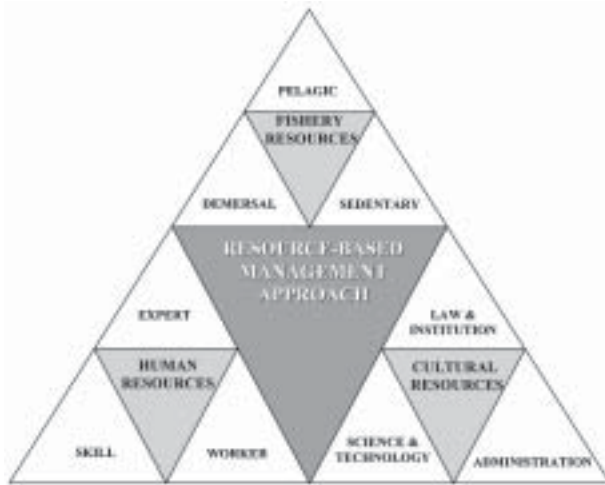 PELAGIC
FISHERY
RESOURCES
DEMERSAL
SEDENTARY
RESOURCE-BASED
MANAGEMENT
APPROACH
EXPERT
LAW &
INSTITUTION
HUMAN
RESOURCES
CULTURAL
RESOURCES
SKILL
WORKER
SCIENCE &
TECHNOLOGY
ADMINISTRATION